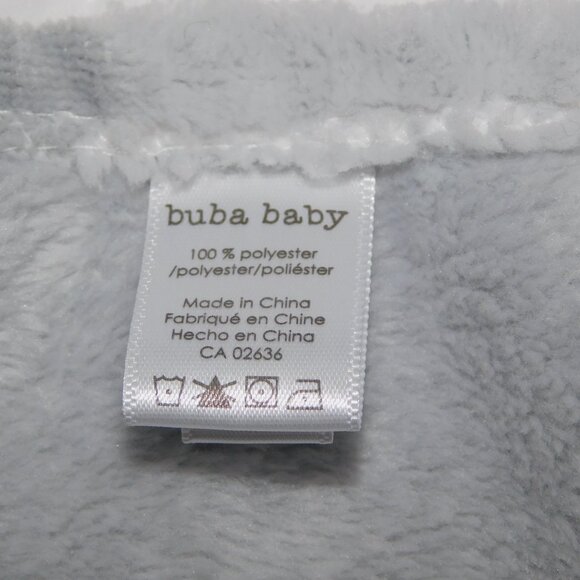 buba baby
100 % polyester
/polyester/poliéster
Made in China
Fabriqué en Chine
Hecho en China
CA 02636